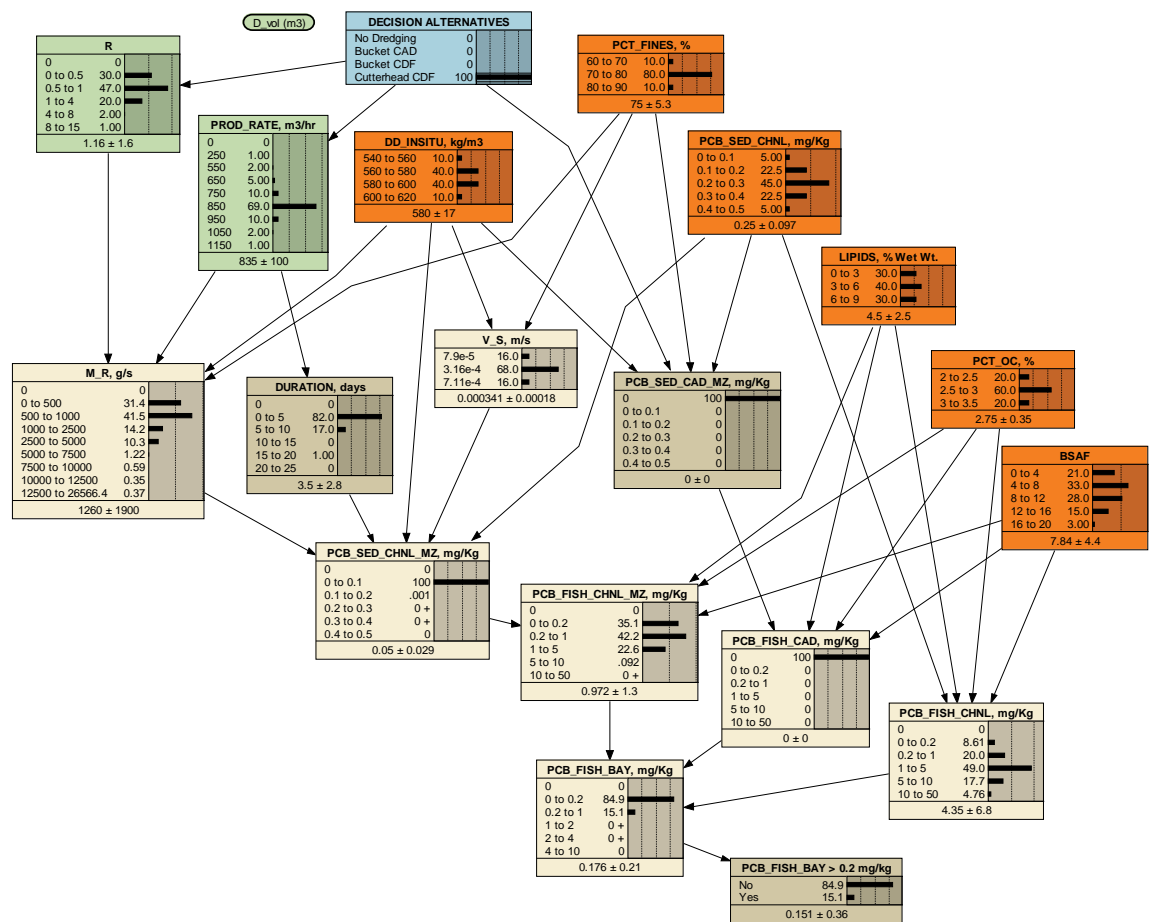 D_vol (m3)
DECISION ALTERNATIVES
No Dredging 0
Bucket CAD 0
Bucket CDF 0
Cutterhead CDF 100
R
0 0
0 to 0.5 30.0
0.5 to 1 47.0
1 to 4 20.0
4 to 8 2.00
8 to 15 1.00
1.16 ± 1.6
PCT_FINES, %
60 to 70 10.0
70 to 80 80.0
80 to 90 10.0
75 ± 5.3
PROD_RATE, m3/hr
0 0
250 1.00
550 2.00
650 5.00
750 10.0
850 69.0
950 10.0
1050 2.00
1150 1.00
835 ± 100
DD_INSITU, kg/m3
540 to 560 10.0
560 to 580 40.0
580 to 600 40.0
600 to 620 10.0
580 ± 17
PCB_SED_CHNL, mg/Kg
0 to 0.1 5.00
0.1 to 0.2 22.5
0.2 to 0.3 45.0
0.3 to 0.4 22.5
0.4 to 0.5 5.00
0.25 ± 0.097
LIPIDS, % Wet Wt.
0 to 3 30.0
3 to 6 40.0
6 to 9 30.0
4.5 ± 2.5
V_S, m/s
7.9e-5 16.0
3.16e-4 68.0
7.11e-4 16.0
0.000341 ± 0.00018
PCT_OC, %
2 to 2.5 20.0
2.5 to 3 60.0
3 to 3.5 20.0
2.75 ± 0.35
M_R, g/s
0 0
0 to 500 31.4
500 to 1000 41.5
1000 to 2500 14.2
2500 to 5000 10.3
5000 to 7500 1.22
7500 to 10000 0.59
10000 to 12500 0.35
12500 to 26566.4 0.37
1260 ± 1900
DURATION, days
0 0
0 to 5 82.0
5 to 10 17.0
10 to 15 0
15 to 20 1.00
20 to 25 0
3.5 ± 2.8
PCB_SED_CAD_MZ, mg/Kg
0 100
0 to 0.1 0
0.1 to 0.2 0
0.2 to 0.3 0
0.3 to 0.4 0
0.4 to 0.5 0
0 ± 0
BSAF
0 to 4 21.0
4 to 8 33.0
8 to 12 28.0
12 to 16 15.0
16 to 20 3.00
7.84 ± 4.4
PCB_SED_CHNL_MZ, mg/Kg
0 0
0 to 0.1 100
0.1 to 0.2 .001
0.2 to 0.3 0 +
0.3 to 0.4 0 +
0.4 to 0.5 0
0.05 ± 0.029
PCB_FISH_CHNL_MZ, mg/Kg
0 0
0 to 0.2 35.1
0.2 to 1 42.2
1 to 5 22.6
5 to 10 .092
10 to 50 0 +
0.972 ± 1.3
PCB_FISH_CAD, mg/Kg
0 100
0 to 0.2 0
0.2 to 1 0
1 to 5 0
5 to 10 0
10 to 50 0
0 ± 0
PCB_FISH_CHNL, mg/Kg
0 0
0 to 0.2 8.61
0.2 to 1 20.0
1 to 5 49.0
5 to 10 17.7
10 to 50 4.76
4.35 ± 6.8
PCB_FISH_BAY, mg/Kg
0 0
0 to 0.2 84.9
0.2 to 1 15.1
1 to 2 0 +
2 to 4 0 +
4 to 10 0
0.176 ± 0.21
PCB_FISH_BAY > 0.2 mg/kg
No 84.9
Yes 15.1
0.151 ± 0.36